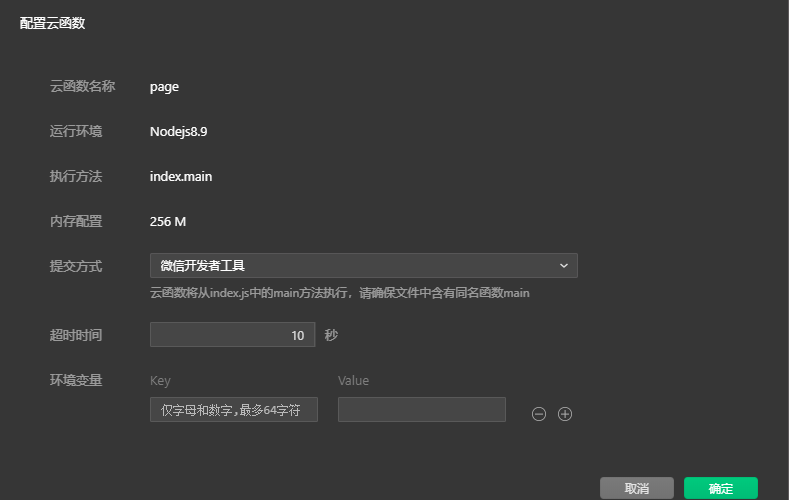 配置云函数
云函数名称 page
运行环境 Nodejs8.9
执行方法 index.main
内存配置 256 M
提交方式 微信开发者工具
云函数将从index.js中的main方法执行，请确保文件中含有同名函数main
超时时间 10 秒
环境变量 Key Value
仅字母和数字,最多64字符
取消 确定